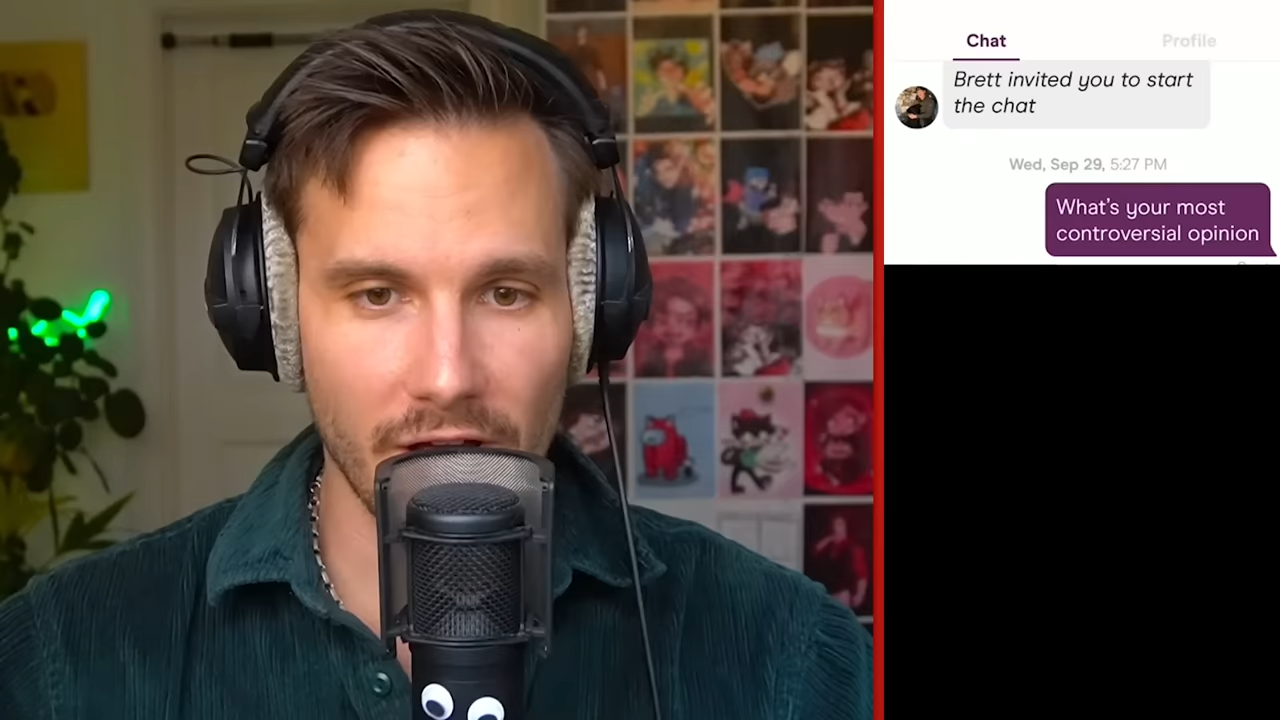 Chat
Profile
Brett invited you to start
the chat
Wed, Sep 29, 5:27 PM
What's your most
controversial opinion